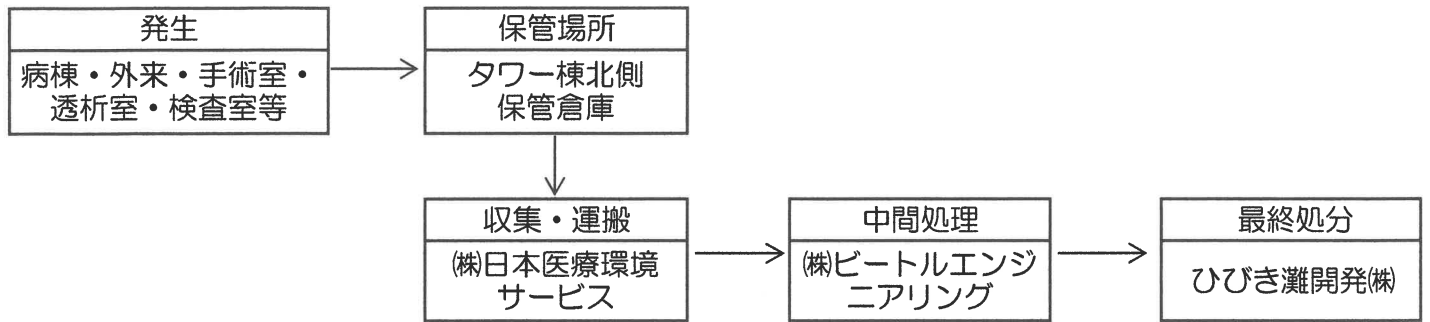 発生
病棟・外来・手術室・
透析室・検査室等
保管場所
タワー棟北側
保管倉庫
収集・運搬
㈱日本医療環境
サービス
中間処理
㈱ビートルエンジ
ニアリング
最終処分
ひびき灘開発㈱